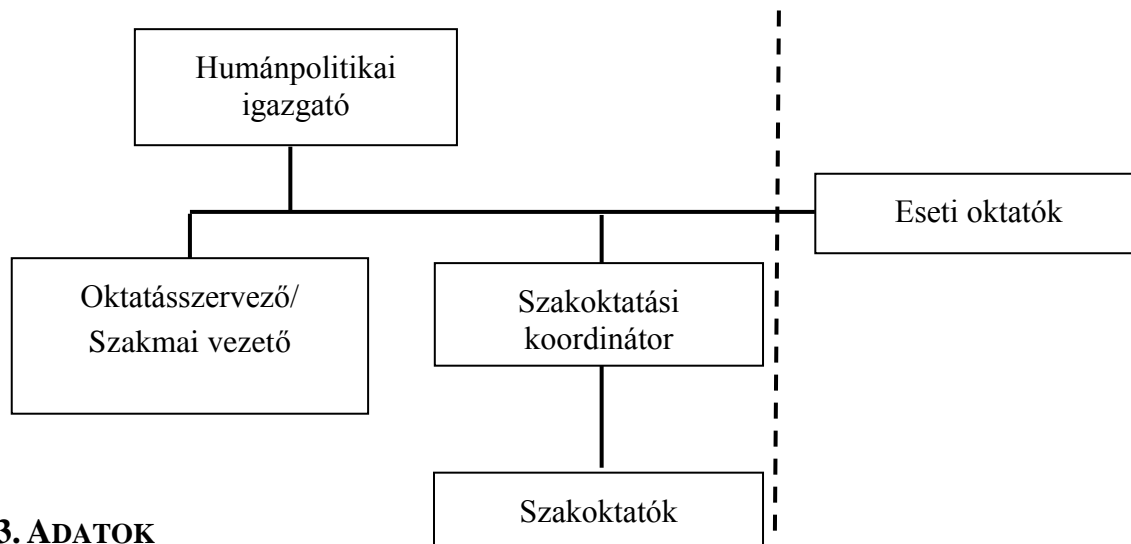 Humánpolitikai
igazgató
Eseti oktatók
Oktatásszervező/
Szakmai vezető
Szakoktatási
koordinátor
Szakoktatók
3. ADATOK